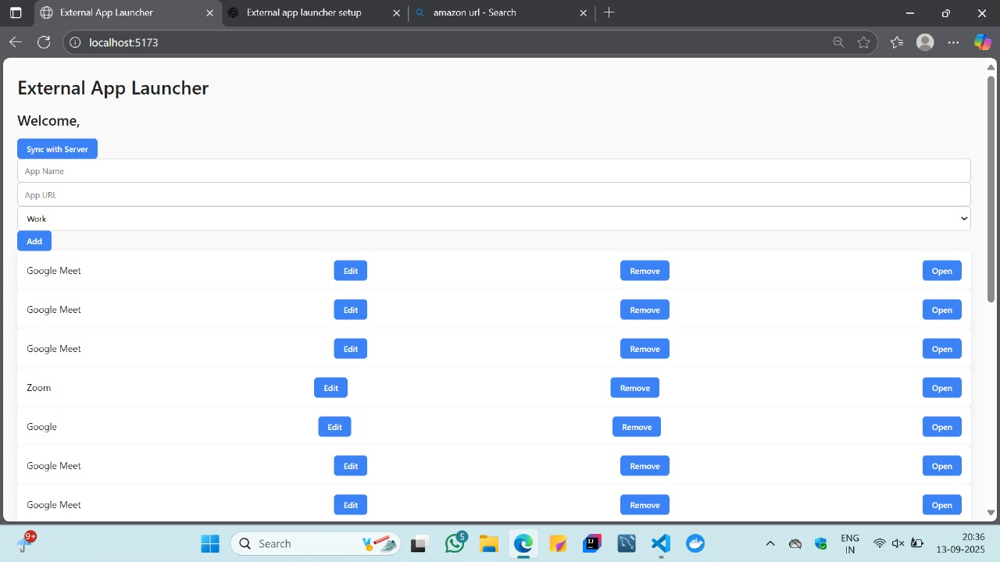 External App Launcher
External app launcher setup
amazon url - Search
localhost:5173
External App Launcher
Welcome,
Sync with Server
App Name
App URL
Work
Add
Google Meet Edit Remove Open
Google Meet Edit Remove Open
Google Meet Edit Remove Open
Zoom Edit Remove Open
Google Edit Remove Open
Google Meet Edit Remove Open
Google Meet Edit Remove Open
9+
Search
5
IJ
ENG
IN
20:36
13-09-2025